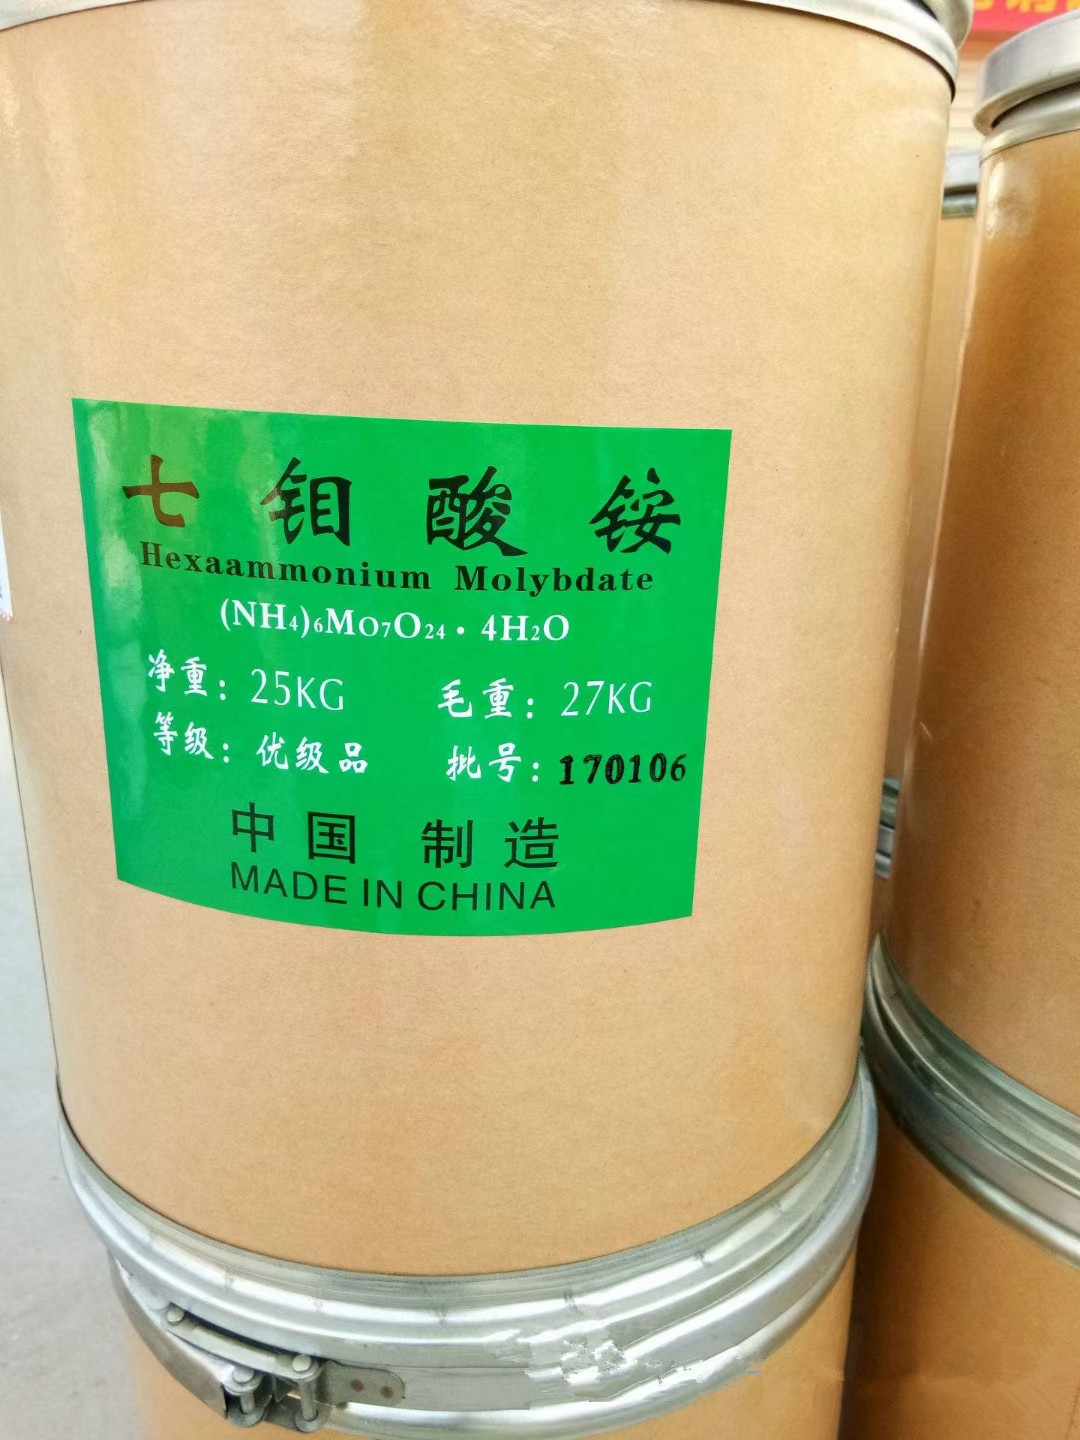 七钼酸铵
Hexaammonium Molybdate
(NH₄)₆Mo₇O₂₄・4H₂O
净重：25KG 毛重：27KG
等级：优级品 批号：170106
中国 制造
MADE IN CHINA